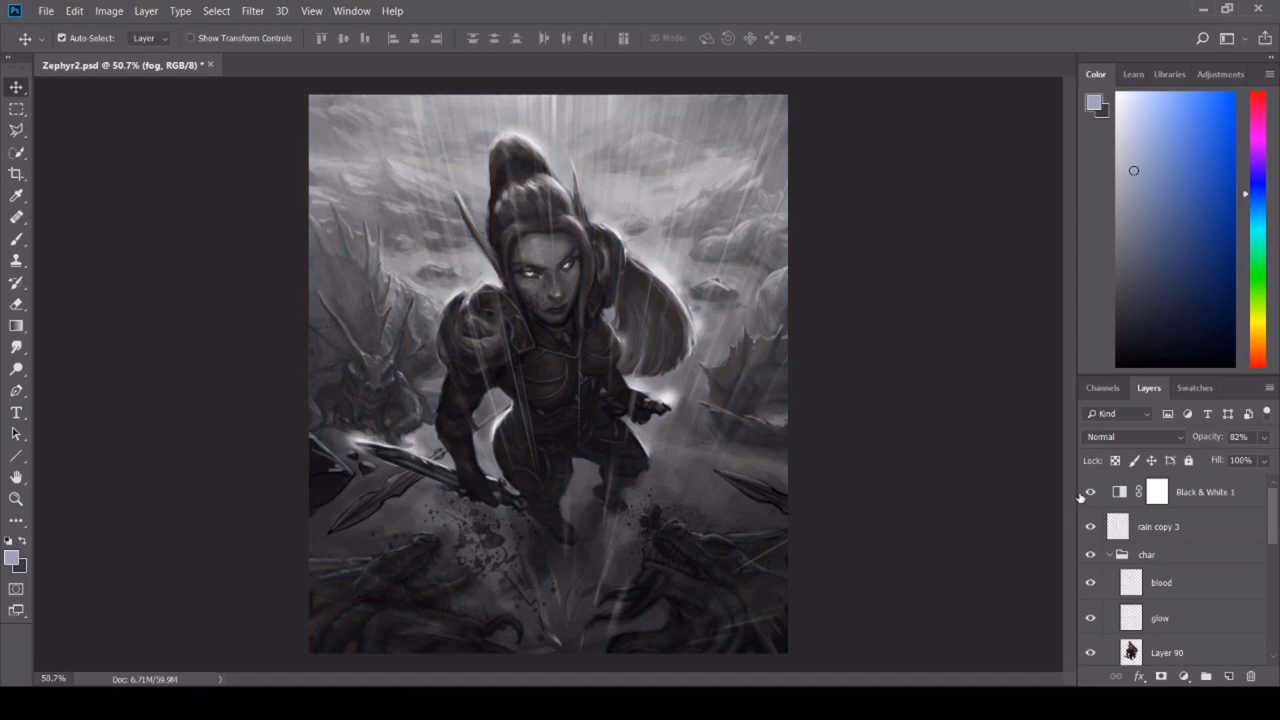 Ps File Edit Image Layer Type Select Filter 3D View Window Help
Auto-Select: Layer Show Transform Controls 3D Mode:
Zephyr2.psd @ 50.7% (fog, RGB/8) * ×
Color Learn Libraries Adjustments
Channels Layers Swatches
Kind
Normal Opacity: 82%
Lock: Fill: 100%
Black & White 1
rain copy 3
char
blood
glow
Layer 90
50.7% Doc: 6.71M/59.9M